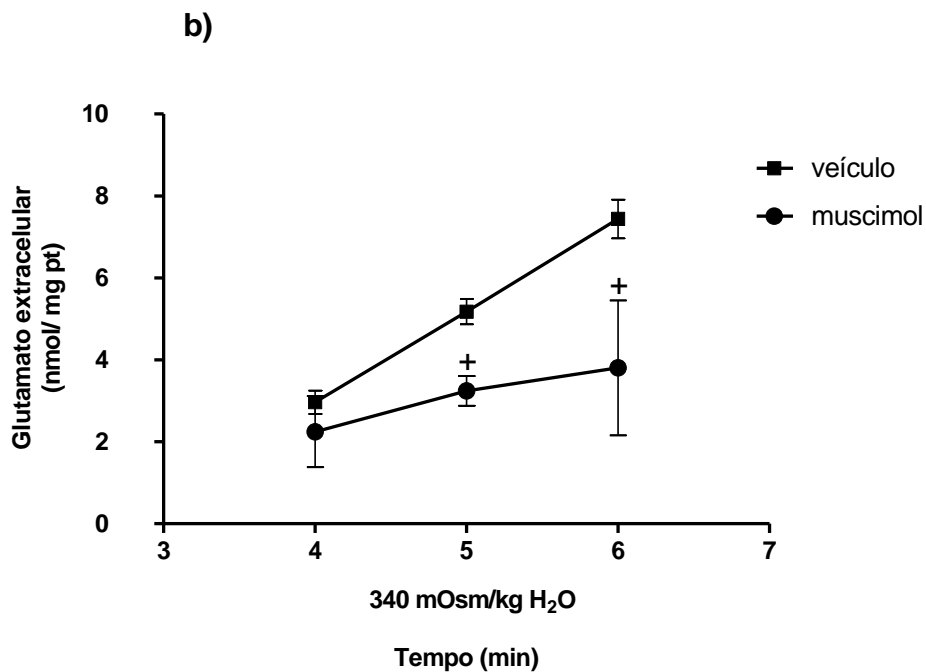 b)
10
8
6
4
2
0
Glutamato extracelular
(nmol/ mg pt)
+
+
veículo
muscimol
3 4 5 6 7
340 mOsm/kg H₂O
Tempo (min)